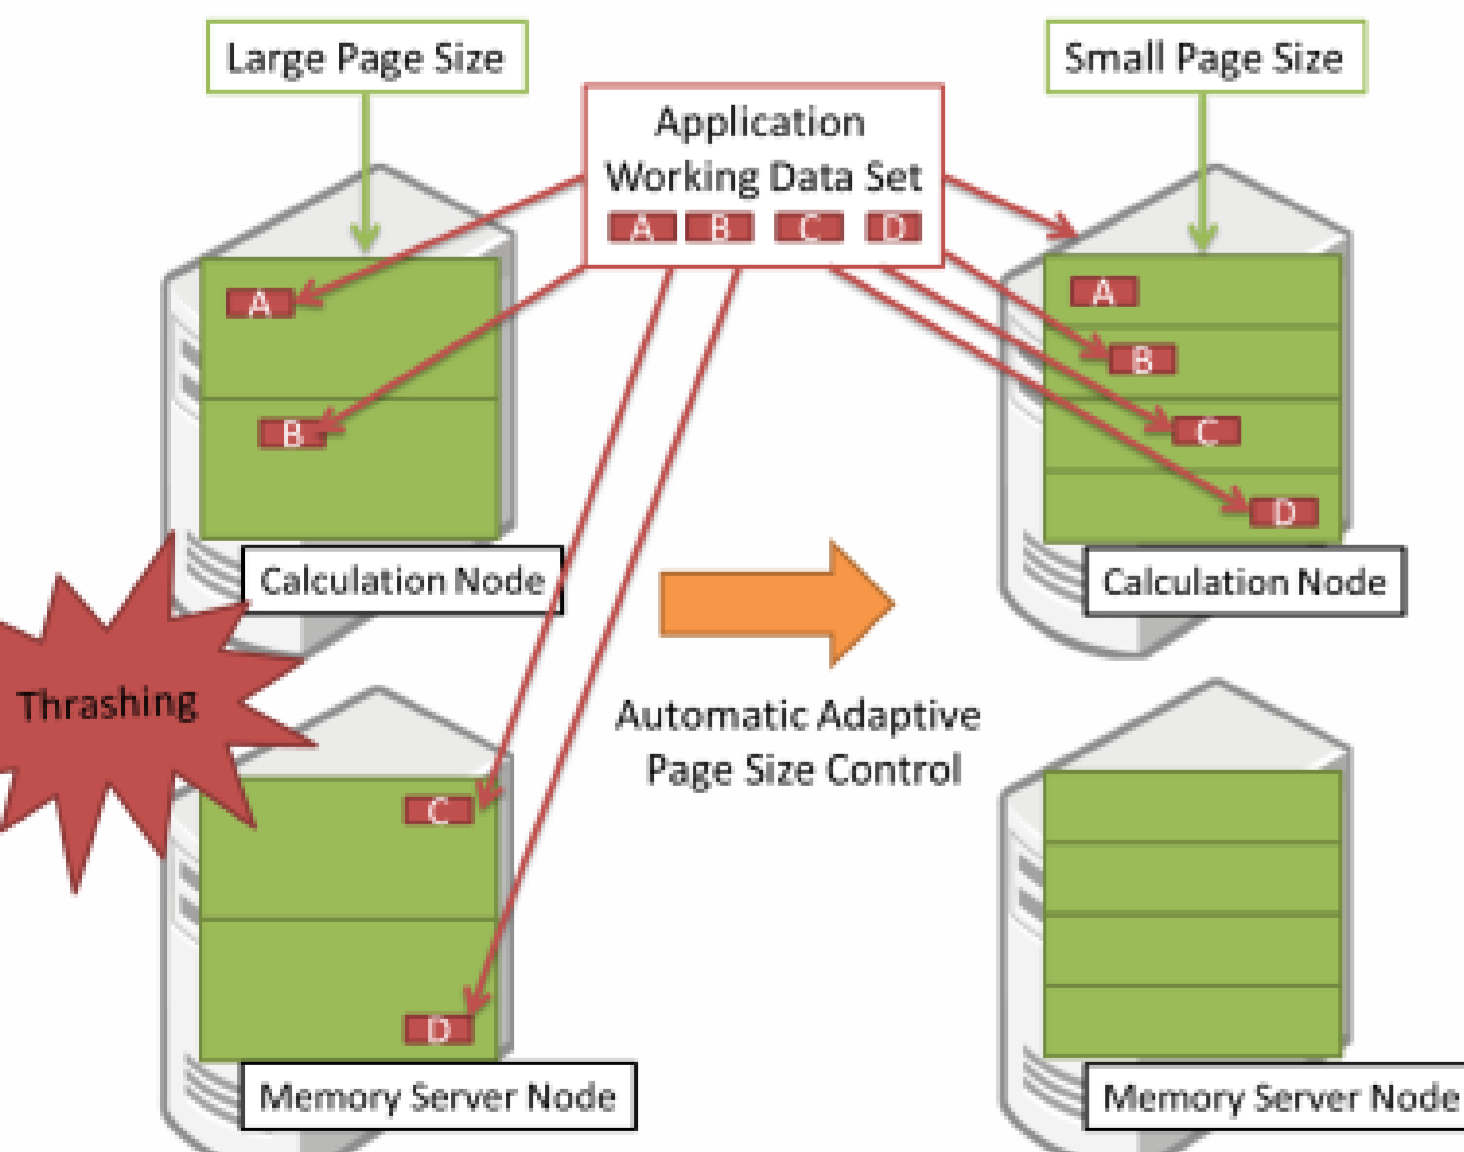 Large Page Size
Small Page Size
Application
Working Data Set
A B C D
A
B
A
B
C
D
Calculation Node
Calculation Node
Thrashing
Automatic Adaptive
Page Size Control
C
D
Memory Server Node
Memory Server Node